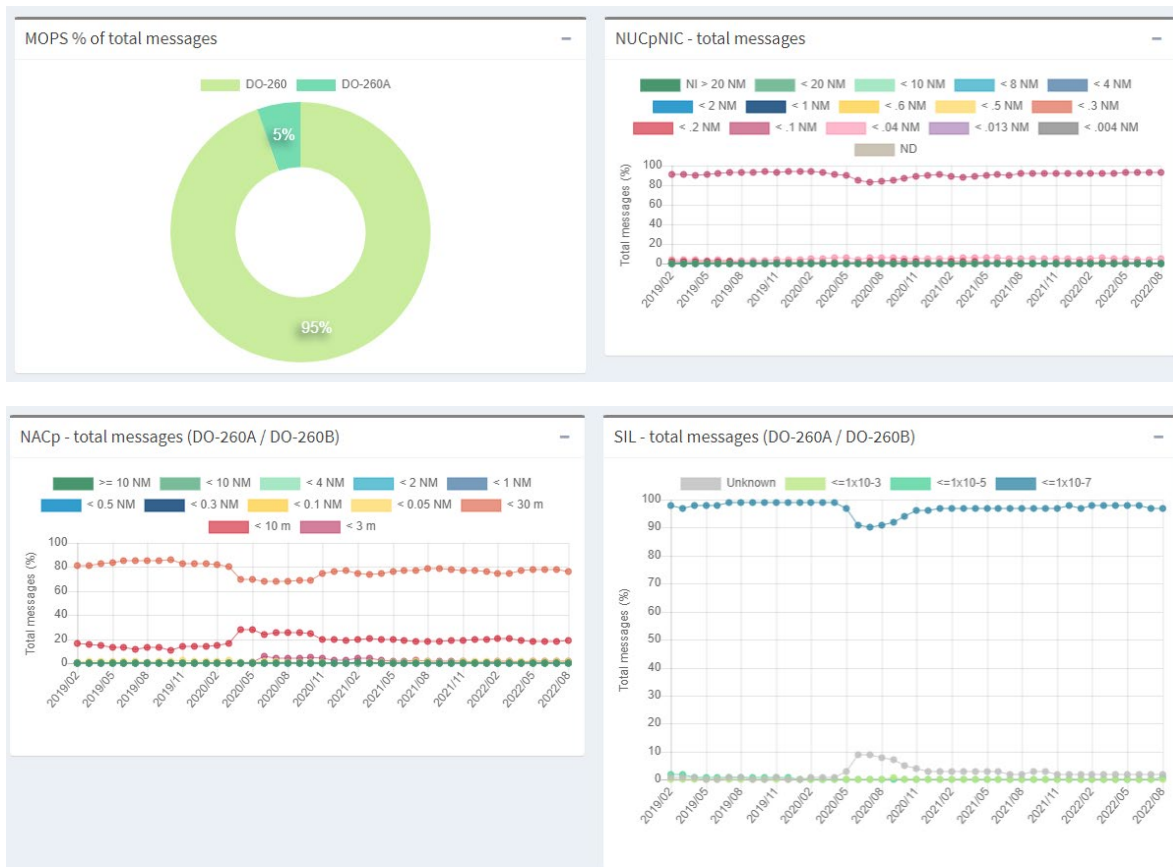 MOPS % of total messages
DO-260 DO-260A
5%
95%
NUCpNIC - total messages
NI > 20 NM < 20 NM < 10 NM < 8 NM < 4 NM
< 2 NM < 1 NM < .6 NM < .5 NM < .3 NM
< .2 NM < .1 NM < .04 NM < .013 NM < .004 NM
ND
Total messages (%)
100
80
60
40
20
0
2019/02 2019/05 2019/08 2019/11 2020/02 2020/05 2020/08 2020/11 2021/02 2021/05 2021/08 2021/11 2022/02 2022/05 2022/08
NACp - total messages (DO-260A / DO-260B)
>= 10 NM < 10 NM < 4 NM < 2 NM < 1 NM
< 0.5 NM < 0.3 NM < 0.1 NM < 0.05 NM < 30 m
< 10 m < 3 m
Total messages (%)
100
80
60
40
20
0
2019/02 2019/05 2019/08 2019/11 2020/02 2020/05 2020/08 2020/11 2021/02 2021/05 2021/08 2021/11 2022/02 2022/05 2022/08
SIL - total messages (DO-260A / DO-260B)
Unknown <=1x10-3 <=1x10-5 <=1x10-7
Total messages (%)
100
90
80
70
60
50
40
30
20
10
0
2019/02 2019/05 2019/08 2019/11 2020/02 2020/05 2020/08 2020/11 2021/02 2021/05 2021/08 2021/11 2022/02 2022/05 2022/08